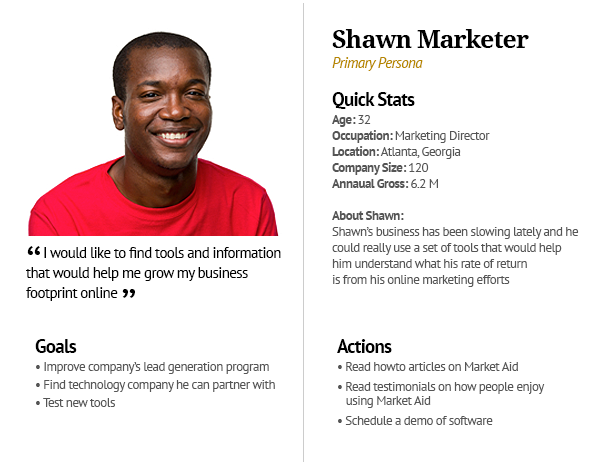 “ I would like to find tools and information
that would help me grow my business
footprint online ”
Goals
• Improve company's lead generation program
• Find technology company he can partner with
• Test new tools
Shawn Marketer
Primary Persona
Quick Stats
Age: 32
Occupation: Marketing Director
Location: Atlanta, Georgia
Company Size: 120
Annaual Gross: 6.2 M
About Shawn:
Shawn's business has been slowing lately and he
could really use a set of tools that would help
him understand what his rate of return
is from his online marketing efforts
Actions
• Read howto articles on Market Aid
• Read testimonials on how people enjoy
using Market Aid
• Schedule a demo of software